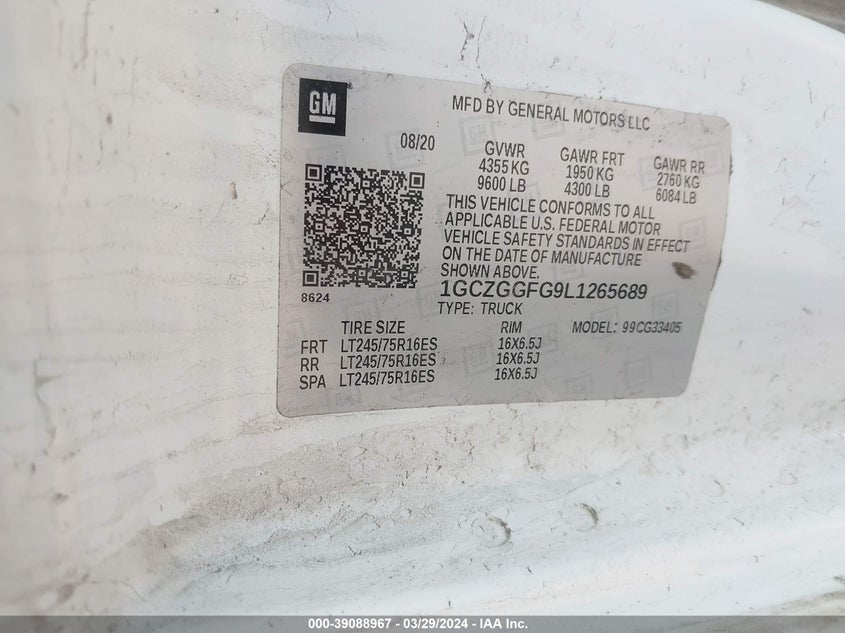 GM
MFD BY GENERAL MOTORS LLC
08/20
GVWR GAWR FRT GAWR RR
4355 KG 1950 KG 2760 KG
9600 LB 4300 LB 6084 LB
THIS VEHICLE CONFORMS TO ALL
APPLICABLE U.S. FEDERAL MOTOR
VEHICLE SAFETY STANDARDS IN EFFECT
ON THE DATE OF MANUFACTURE
SHOWN ABOVE.
8624
1GCZGGFG9L1265689
TYPE: TRUCK
TIRE SIZE RIM MODEL: 99CG33405
FRT LT245/75R16ES 16X6.5J
RR LT245/75R16ES 16X6.5J
SPA LT245/75R16ES 16X6.5J
000-39088967 / 03/29/2024 - IAA Inc.